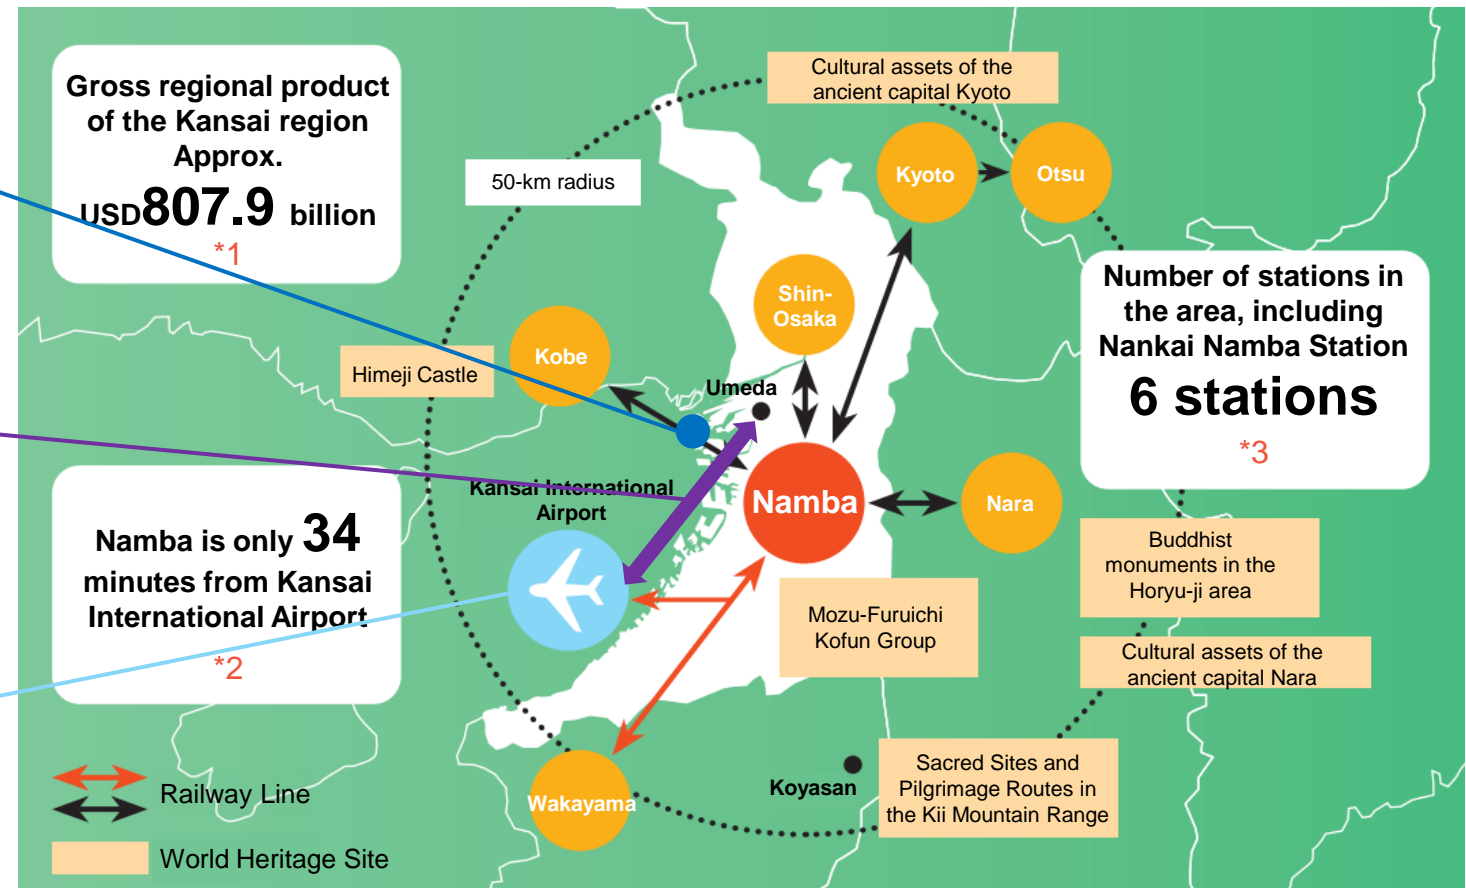 Gross regional product
of the Kansai region
Approx.
USD807.9 billion
*1
Cultural assets of the
ancient capital Kyoto
50-km radius
Kyoto
Otsu
Shin-
Osaka
Number of stations in
the area, including
Nankai Namba Station
6 stations
*3
Kobe
Himeji Castle
Umeda
Kansai International
Airport
Namba
Nara
Namba is only 34
minutes from Kansai
International Airport
*2
Buddhist
monuments in the
Horyu-ji area
Mozu-Furuichi
Kofun Group
Cultural assets of the
ancient capital Nara
Wakayama
Koyasan
Sacred Sites and
Pilgrimage Routes in
the Kii Mountain Range
Railway Line
World Heritage Site